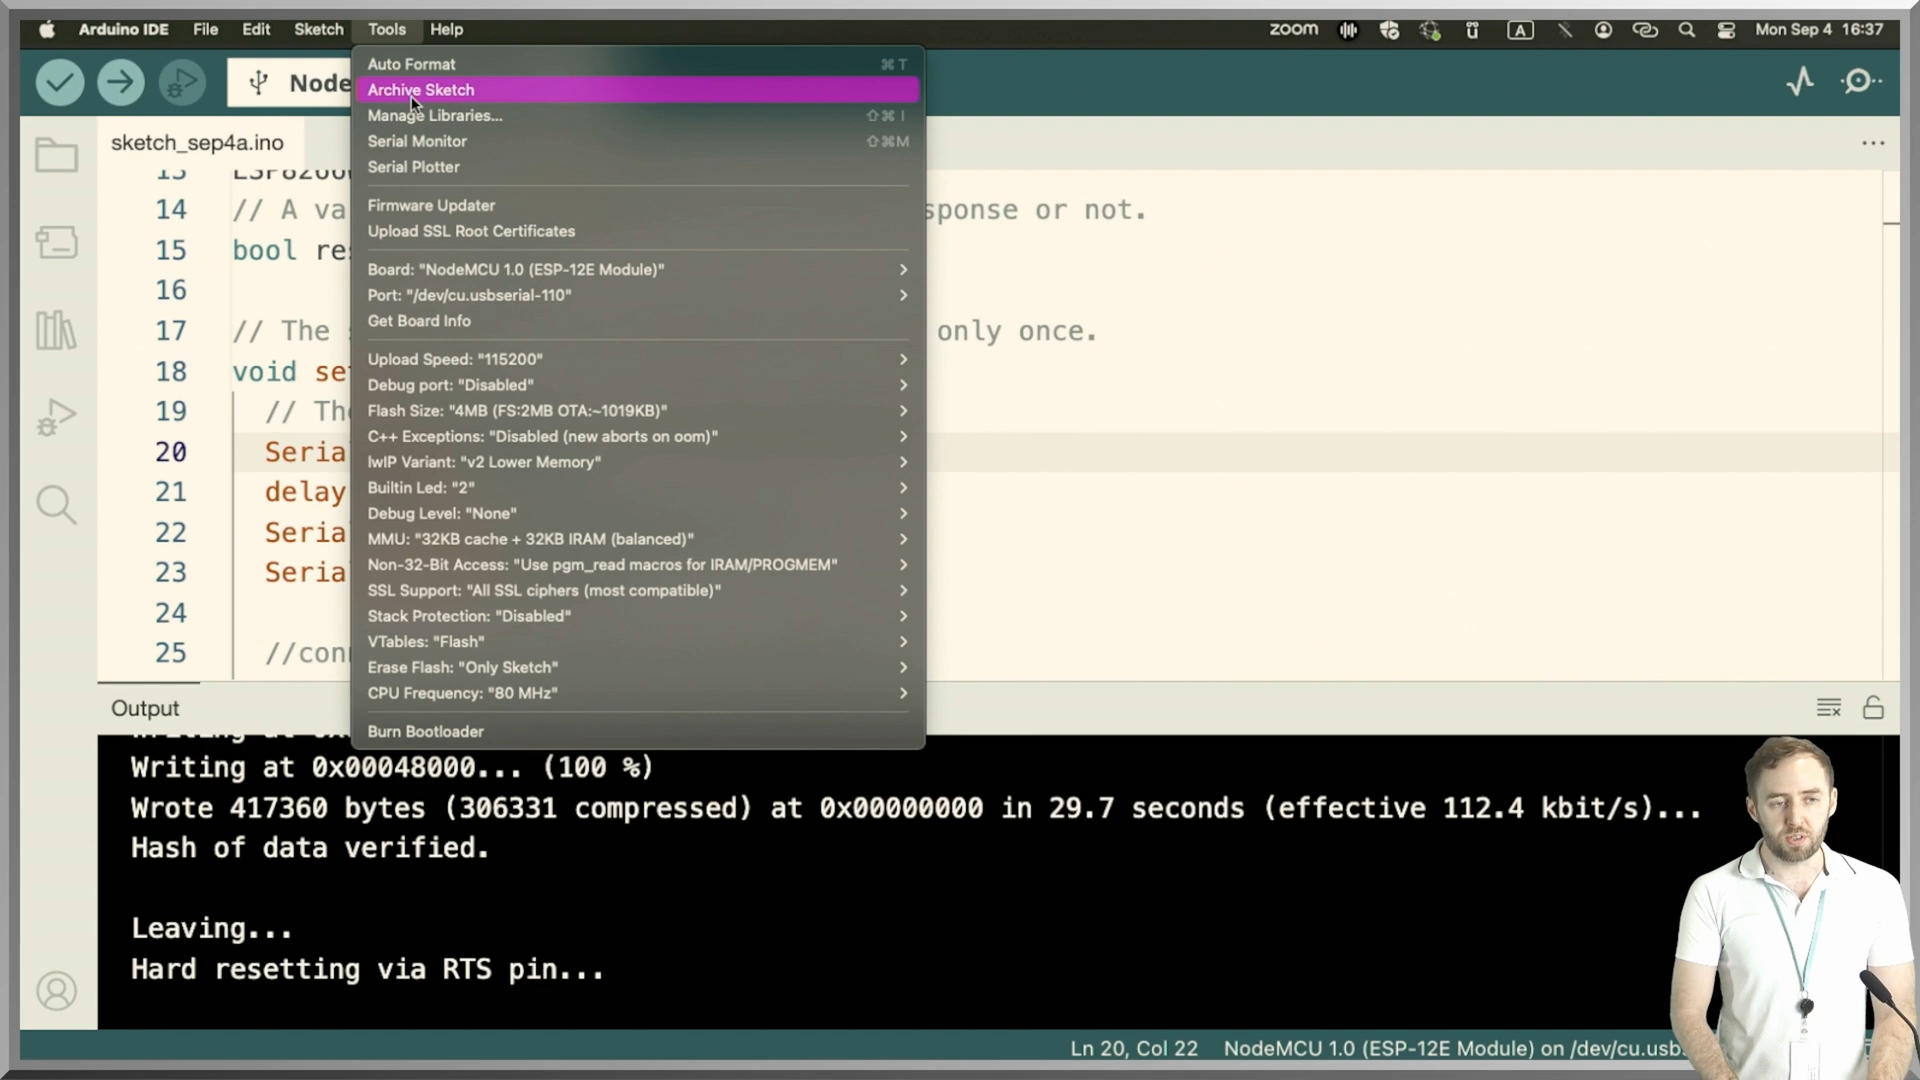 Arduino IDE File Edit Sketch Tools Help zoom A Mon Sep 4 16:37
Node
sketch_sep4a.ino
Auto Format ⌘ T
Archive Sketch
Manage Libraries... ⇧⌘ I
Serial Monitor ⇧⌘M
Serial Plotter
Firmware Updater
Upload SSL Root Certificates
Board: "NodeMCU 1.0 (ESP-12E Module)"
Port: "/dev/cu.usbserial-110"
Get Board Info
Upload Speed: "115200"
Debug port: "Disabled"
Flash Size: "4MB (FS:2MB OTA:~1019KB)"
C++ Exceptions: "Disabled (new aborts on oom)"
lwIP Variant: "v2 Lower Memory"
Builtin Led: "2"
Debug Level: "None"
MMU: "32KB cache + 32KB IRAM (balanced)"
Non-32-Bit Access: "Use pgm_read macros for IRAM/PROGMEM"
SSL Support: "All SSL ciphers (most compatible)"
Stack Protection: "Disabled"
VTables: "Flash"
Erase Flash: "Only Sketch"
CPU Frequency: "80 MHz"
Burn Bootloader
14 // A va sponse or not.
15 bool res
16
17 // The s only once.
18 void set
19 // The
20 Seria
21 delay
22 Seria
23 Seria
24
25 //conn
Output
Writing at 0x00048000... (100 %)
Wrote 417360 bytes (306331 compressed) at 0x00000000 in 29.7 seconds (effective 112.4 kbit/s)...
Hash of data verified.
Leaving...
Hard resetting via RTS pin...
Ln 20, Col 22 NodeMCU 1.0 (ESP-12E Module) on /dev/cu.usbs